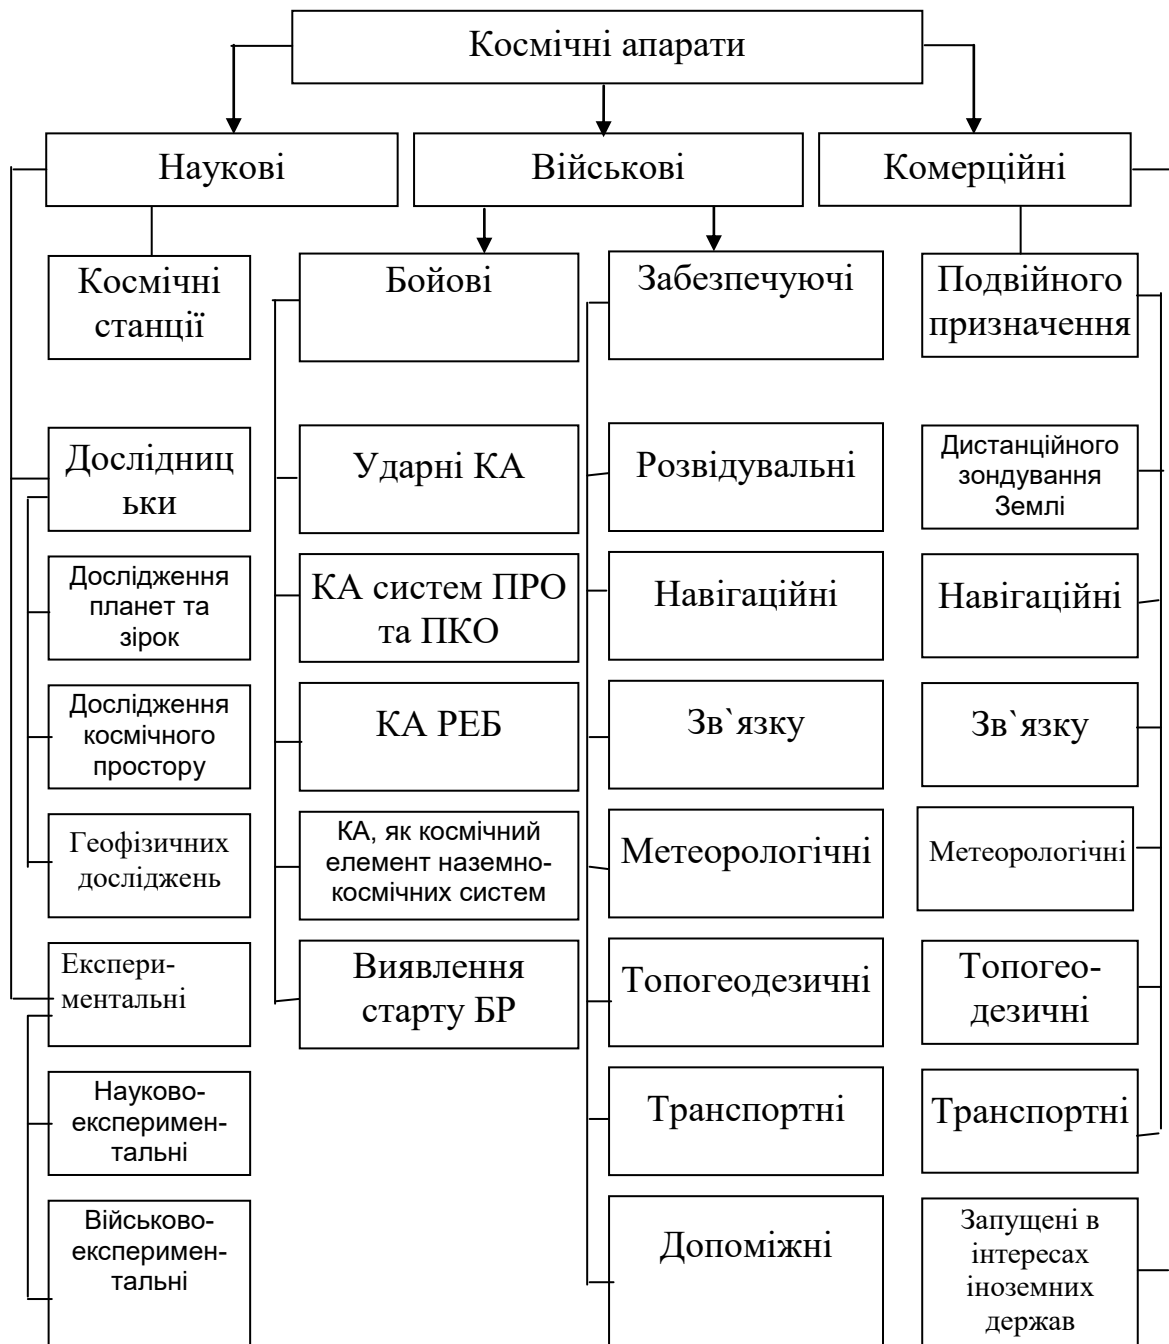 Космічні апарати
Наукові
Військові
Комерційні
Космічні
станції
Бойові
Забезпечуючі
Подвійного
призначення
Дослідниц
ьки
Ударні КА
Розвідувальні
Дистанційного
зондування
Землі
Дослідження
планет та
зірок
КА систем ПРО
та ПКО
Навігаційні
Навігаційні
Дослідження
космічного
простору
КА РЕБ
Зв`язку
Зв`язку
Геофізичних
досліджень
КА, як космічний
елемент наземно-
космічних систем
Метеорологічні
Метеорологічні
Експери-
ментальні
Виявлення
старту БР
Топогеодезичні
Топогео-
дезичні
Науково-
експеримен-
тальні
Транспортні
Транспортні
Військово-
експеримен-
тальні
Допоміжні
Запущені в
інтересах
іноземних
держав